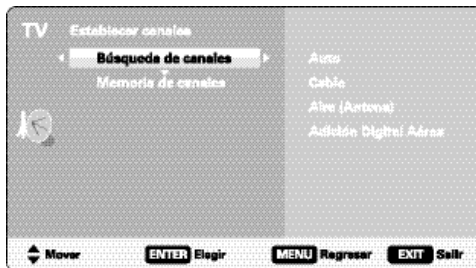 TV Establecer canales
Búsqueda de canales
Memoria de canales
Auto
Cable
Aire (Antena)
Adición Digital Aérea
Mover ENTER Elegir MENU Regresar EXIT Salir